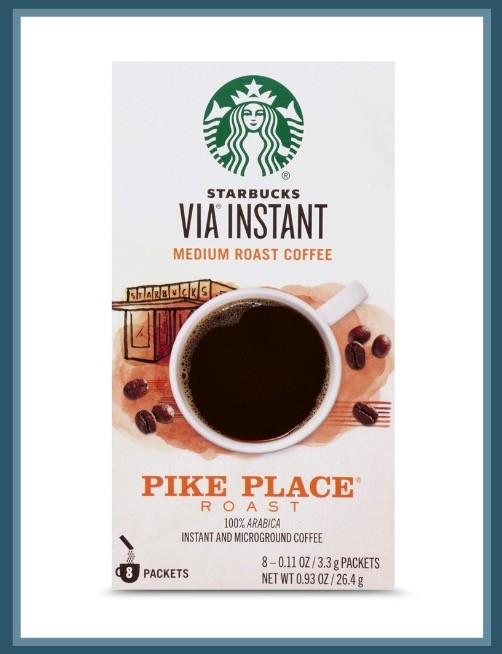 ®
STARBUCKS
VIA® INSTANT
MEDIUM ROAST COFFEE
STARBUCKS
PIKE PLACE®
ROAST
100% ARABICA
INSTANT AND MICROGROUND COFFEE
8 PACKETS
8 – 0.11 OZ / 3.3 g PACKETS
NET WT 0.93 OZ / 26.4 g